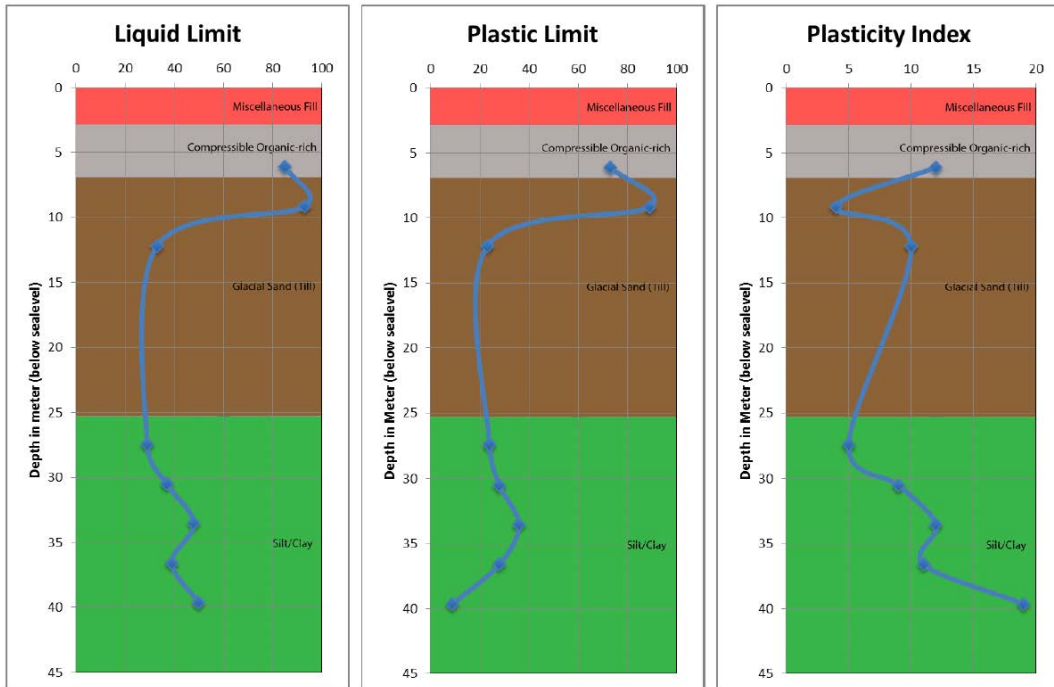 Liquid Limit
0 20 40 60 80 100
0
5
10
15
20
25
30
35
40
45
Depth in meter (below sealevel)
Miscellaneous Fill
Compressible Organic-rich
Glacial Sand (Till)
Silt/Clay
Plastic Limit
0 20 40 60 80 100
0
5
10
15
20
25
30
35
40
45
Depth in Meter (below sealevel)
Miscellaneous Fill
Compressible Organic-rich
Glacial Sand (Till)
Silt/Clay
Plasticity Index
0 5 10 15 20
0
5
10
15
20
25
30
35
40
45
Depth in Meter (below sealevel)
Miscellaneous Fill
Compressible Organic-rich
Glacial Sand (Till)
Silt/Clay